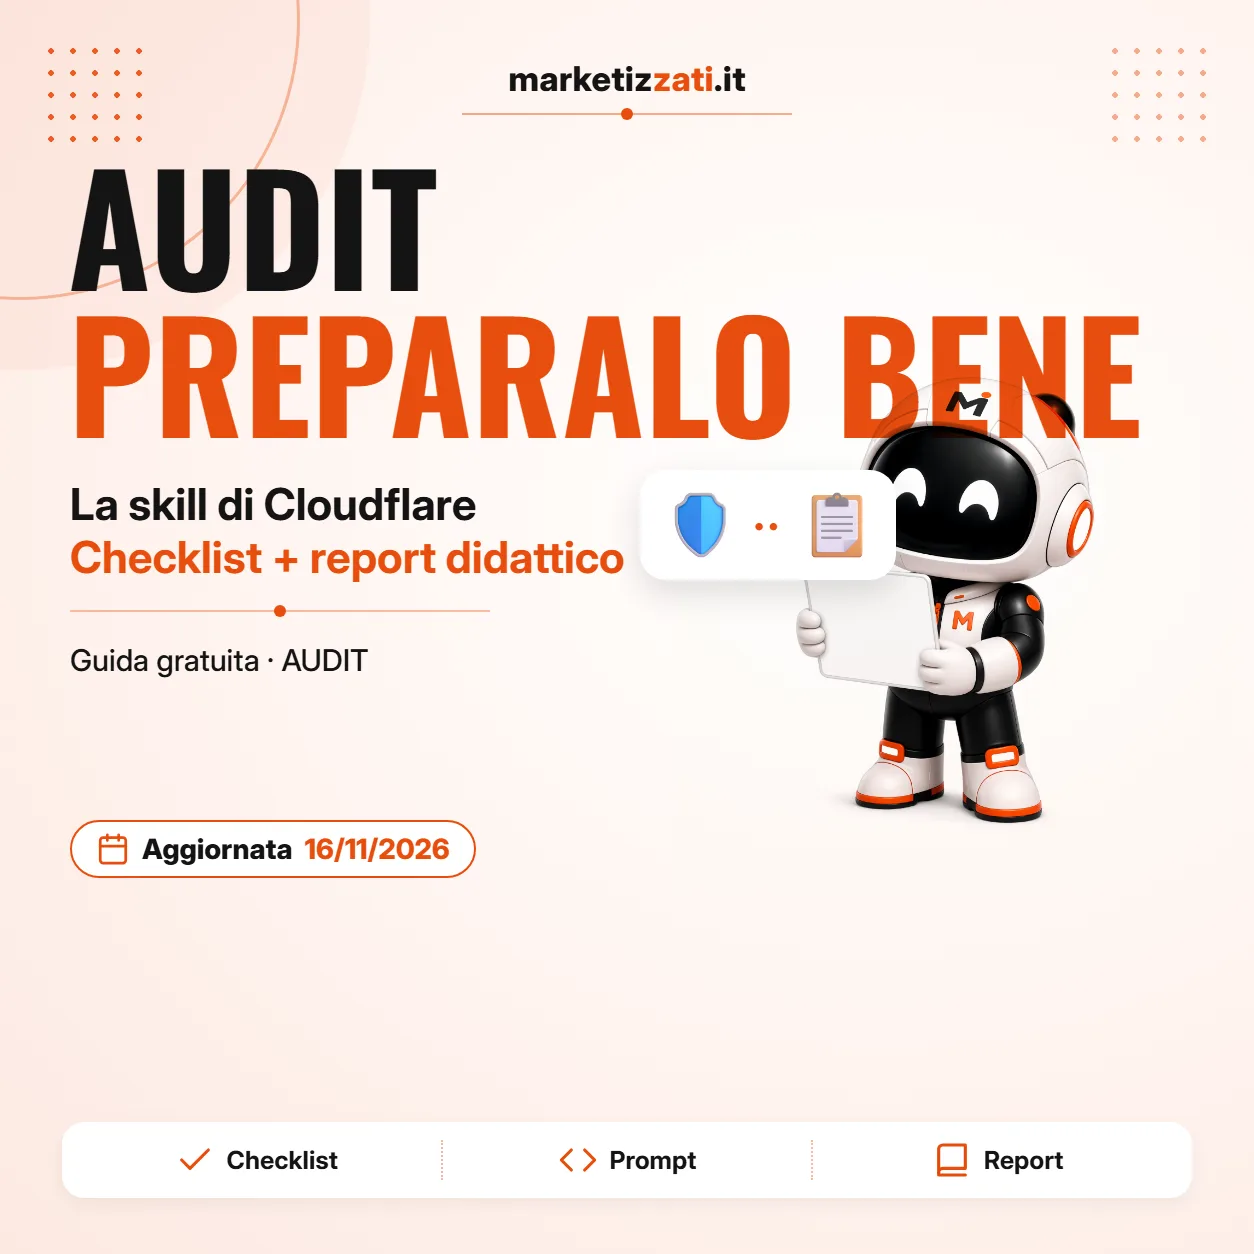 marketizzati.it
AUDIT
PREPARALO BENE
La skill di Cloudflare
Checklist + report didattico
Guida gratuita · AUDIT
Aggiornata 16/11/2026
Checklist
Prompt
Report
M
M